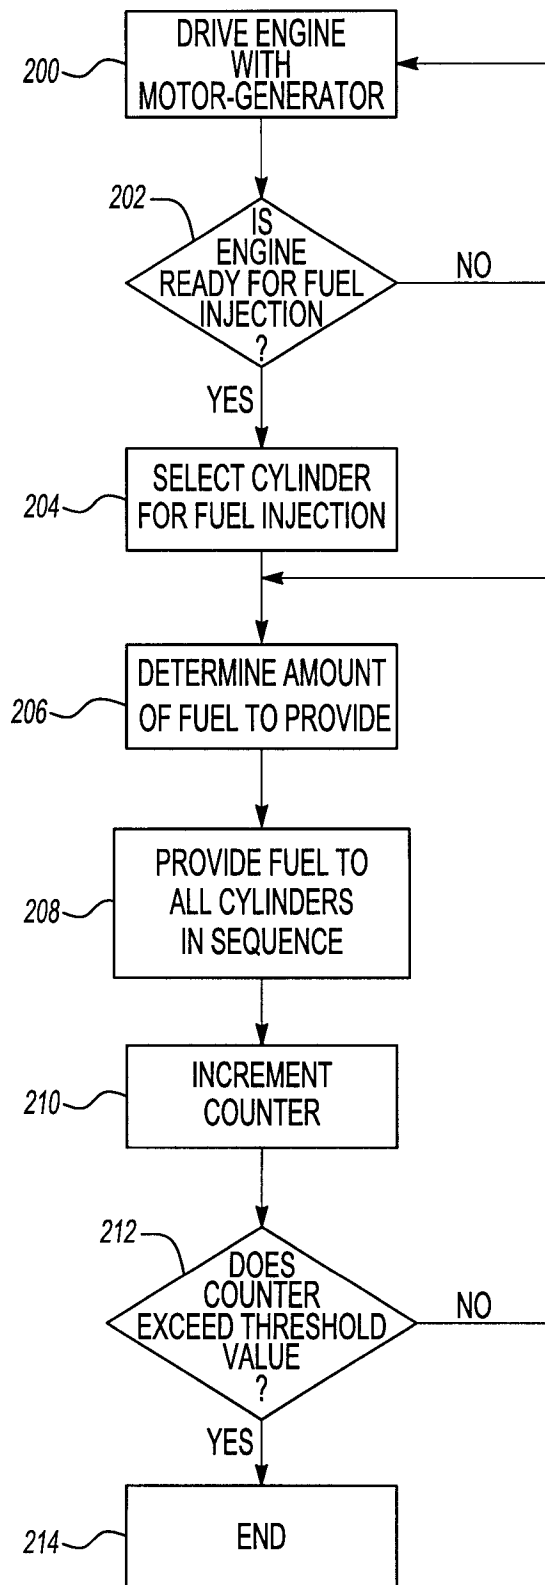 200
DRIVE ENGINE
WITH
MOTOR-GENERATOR
202
IS
ENGINE
READY FOR FUEL
INJECTION
?
NO
YES
204
SELECT CYLINDER
FOR FUEL INJECTION
206
DETERMINE AMOUNT
OF FUEL TO PROVIDE
208
PROVIDE FUEL TO
ALL CYLINDERS
IN SEQUENCE
210
INCREMENT
COUNTER
212
DOES
COUNTER
EXCEED THRESHOLD
VALUE
?
NO
YES
214
END